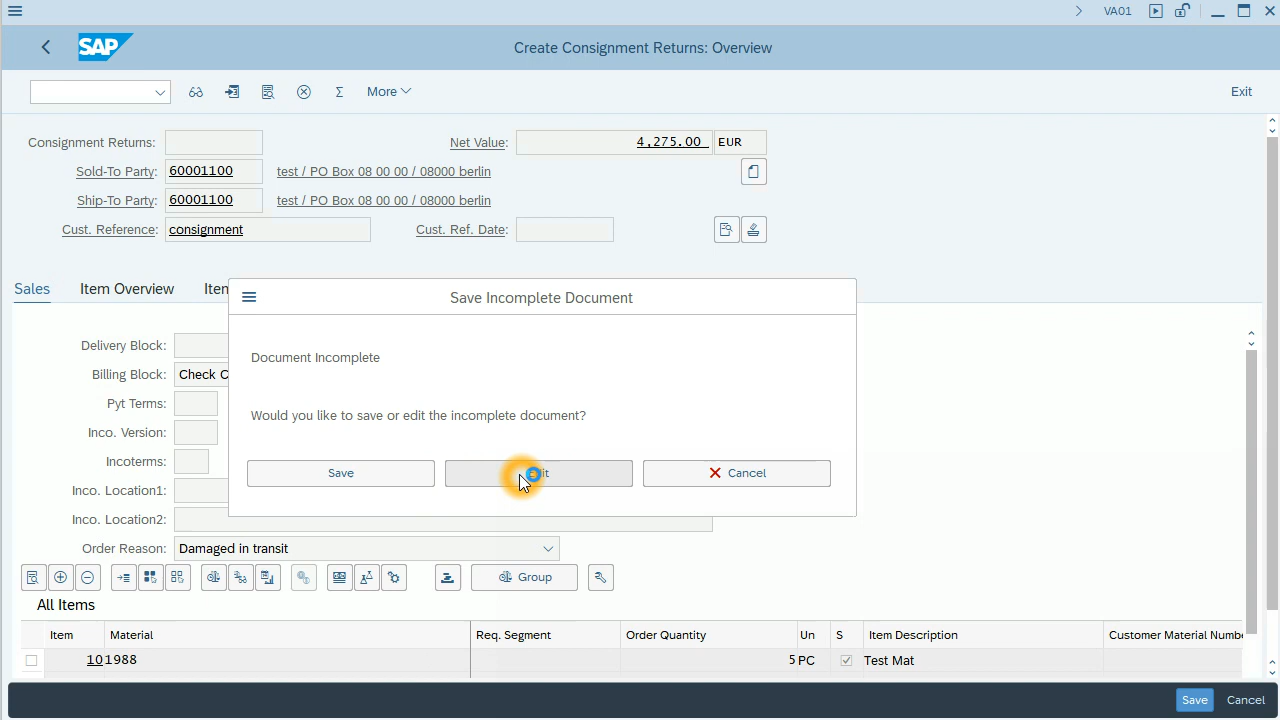 VA01
SAP
Create Consignment Returns: Overview
More
Exit
Consignment Returns:
Net Value: 4,275.00 EUR
Sold-To Party: 60001100 test / PO Box 08 00 00 / 08000 berlin
Ship-To Party: 60001100 test / PO Box 08 00 00 / 08000 berlin
Cust. Reference: consignment Cust. Ref. Date:
Sales Item Overview
Save Incomplete Document
Document Incomplete
Would you like to save or edit the incomplete document?
Save Cancel
Delivery Block:
Billing Block: Check
Pyt Terms:
Inco. Version:
Incoterms:
Inco. Location1:
Inco. Location2:
Order Reason: Damaged in transit
Group
All Items
Item Material Req. Segment Order Quantity Un S Item Description Customer Material
10 1988 5 PC Test Mat
Save Cancel